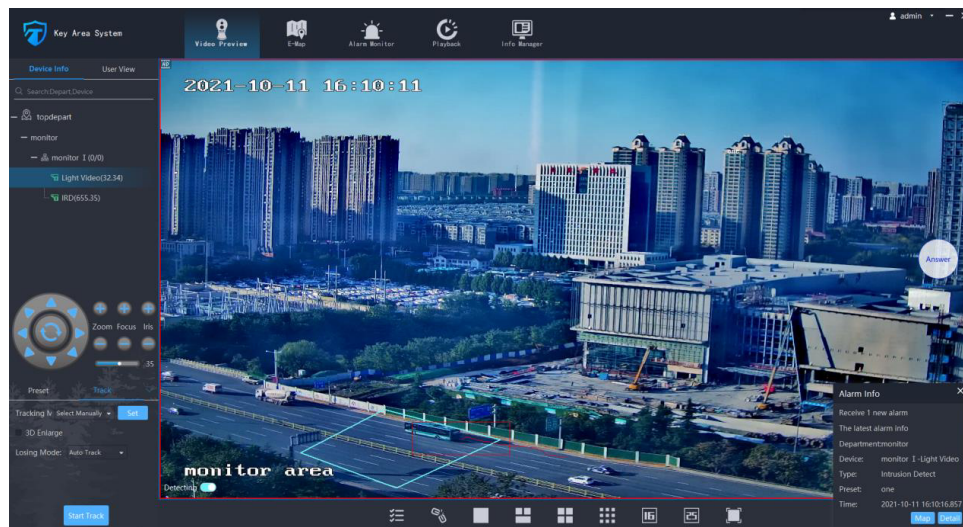 Key Area System
Video Preview
E-Map
Alarm Monitor
Playback
Info Manager
admin
Device Info
User View
Search:Depart,Device
topdepart
monitor
monitor Ⅰ (0/0)
Light Video(32.34)
IRD(655.35)
HD
2021-10-11 16:10:11
Answer
Zoom Focus Iris
35
Preset
Track
Tracking M Select Manually Set
3D Enlarge
Losing Mode: Auto Track
Start Track
monitor area
Detecting
16
25
Alarm Info
Receive 1 new alarm
The latest alarm info
Department:monitor
Device: monitor Ⅰ-Light Video
Type: Intrusion Detect
Preset: one
Time: 2021-10-11 16:10:16.857
Map Detail